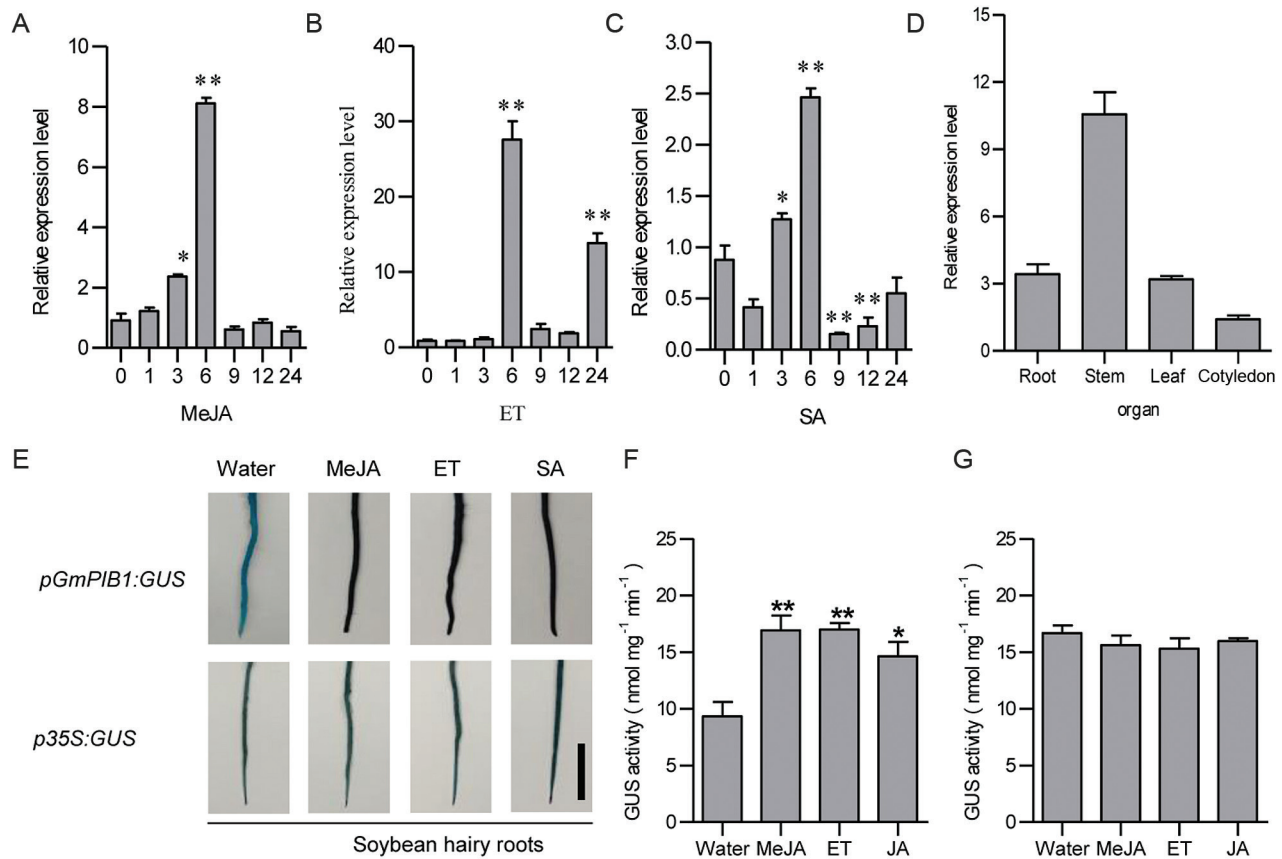 A
B
C
D
Relative expression level
10
8
6
4
2
0
* **
0 1 3 6 9 12 24
MeJA
Relative expression level
40
30
20
10
0
** **
0 1 3 6 9 12 24
ET
Relative expression level
3.0
2.5
2.0
1.5
1.0
0.5
0.0
* ** ** **
0 1 3 6 9 12 24
SA
Relative expression level
15
12
9
6
3
0
Root Stem Leaf Cotyledon
organ
E
Water MeJA ET SA
pGmPIB1:GUS
p35S:GUS
Soybean hairy roots
F
GUS activity ( nmol mg-1 min-1 )
25
20
15
10
5
0
** ** *
Water MeJA ET JA
G
GUS activity ( nmol mg-1 min-1 )
25
20
15
10
5
0
Water MeJA ET JA